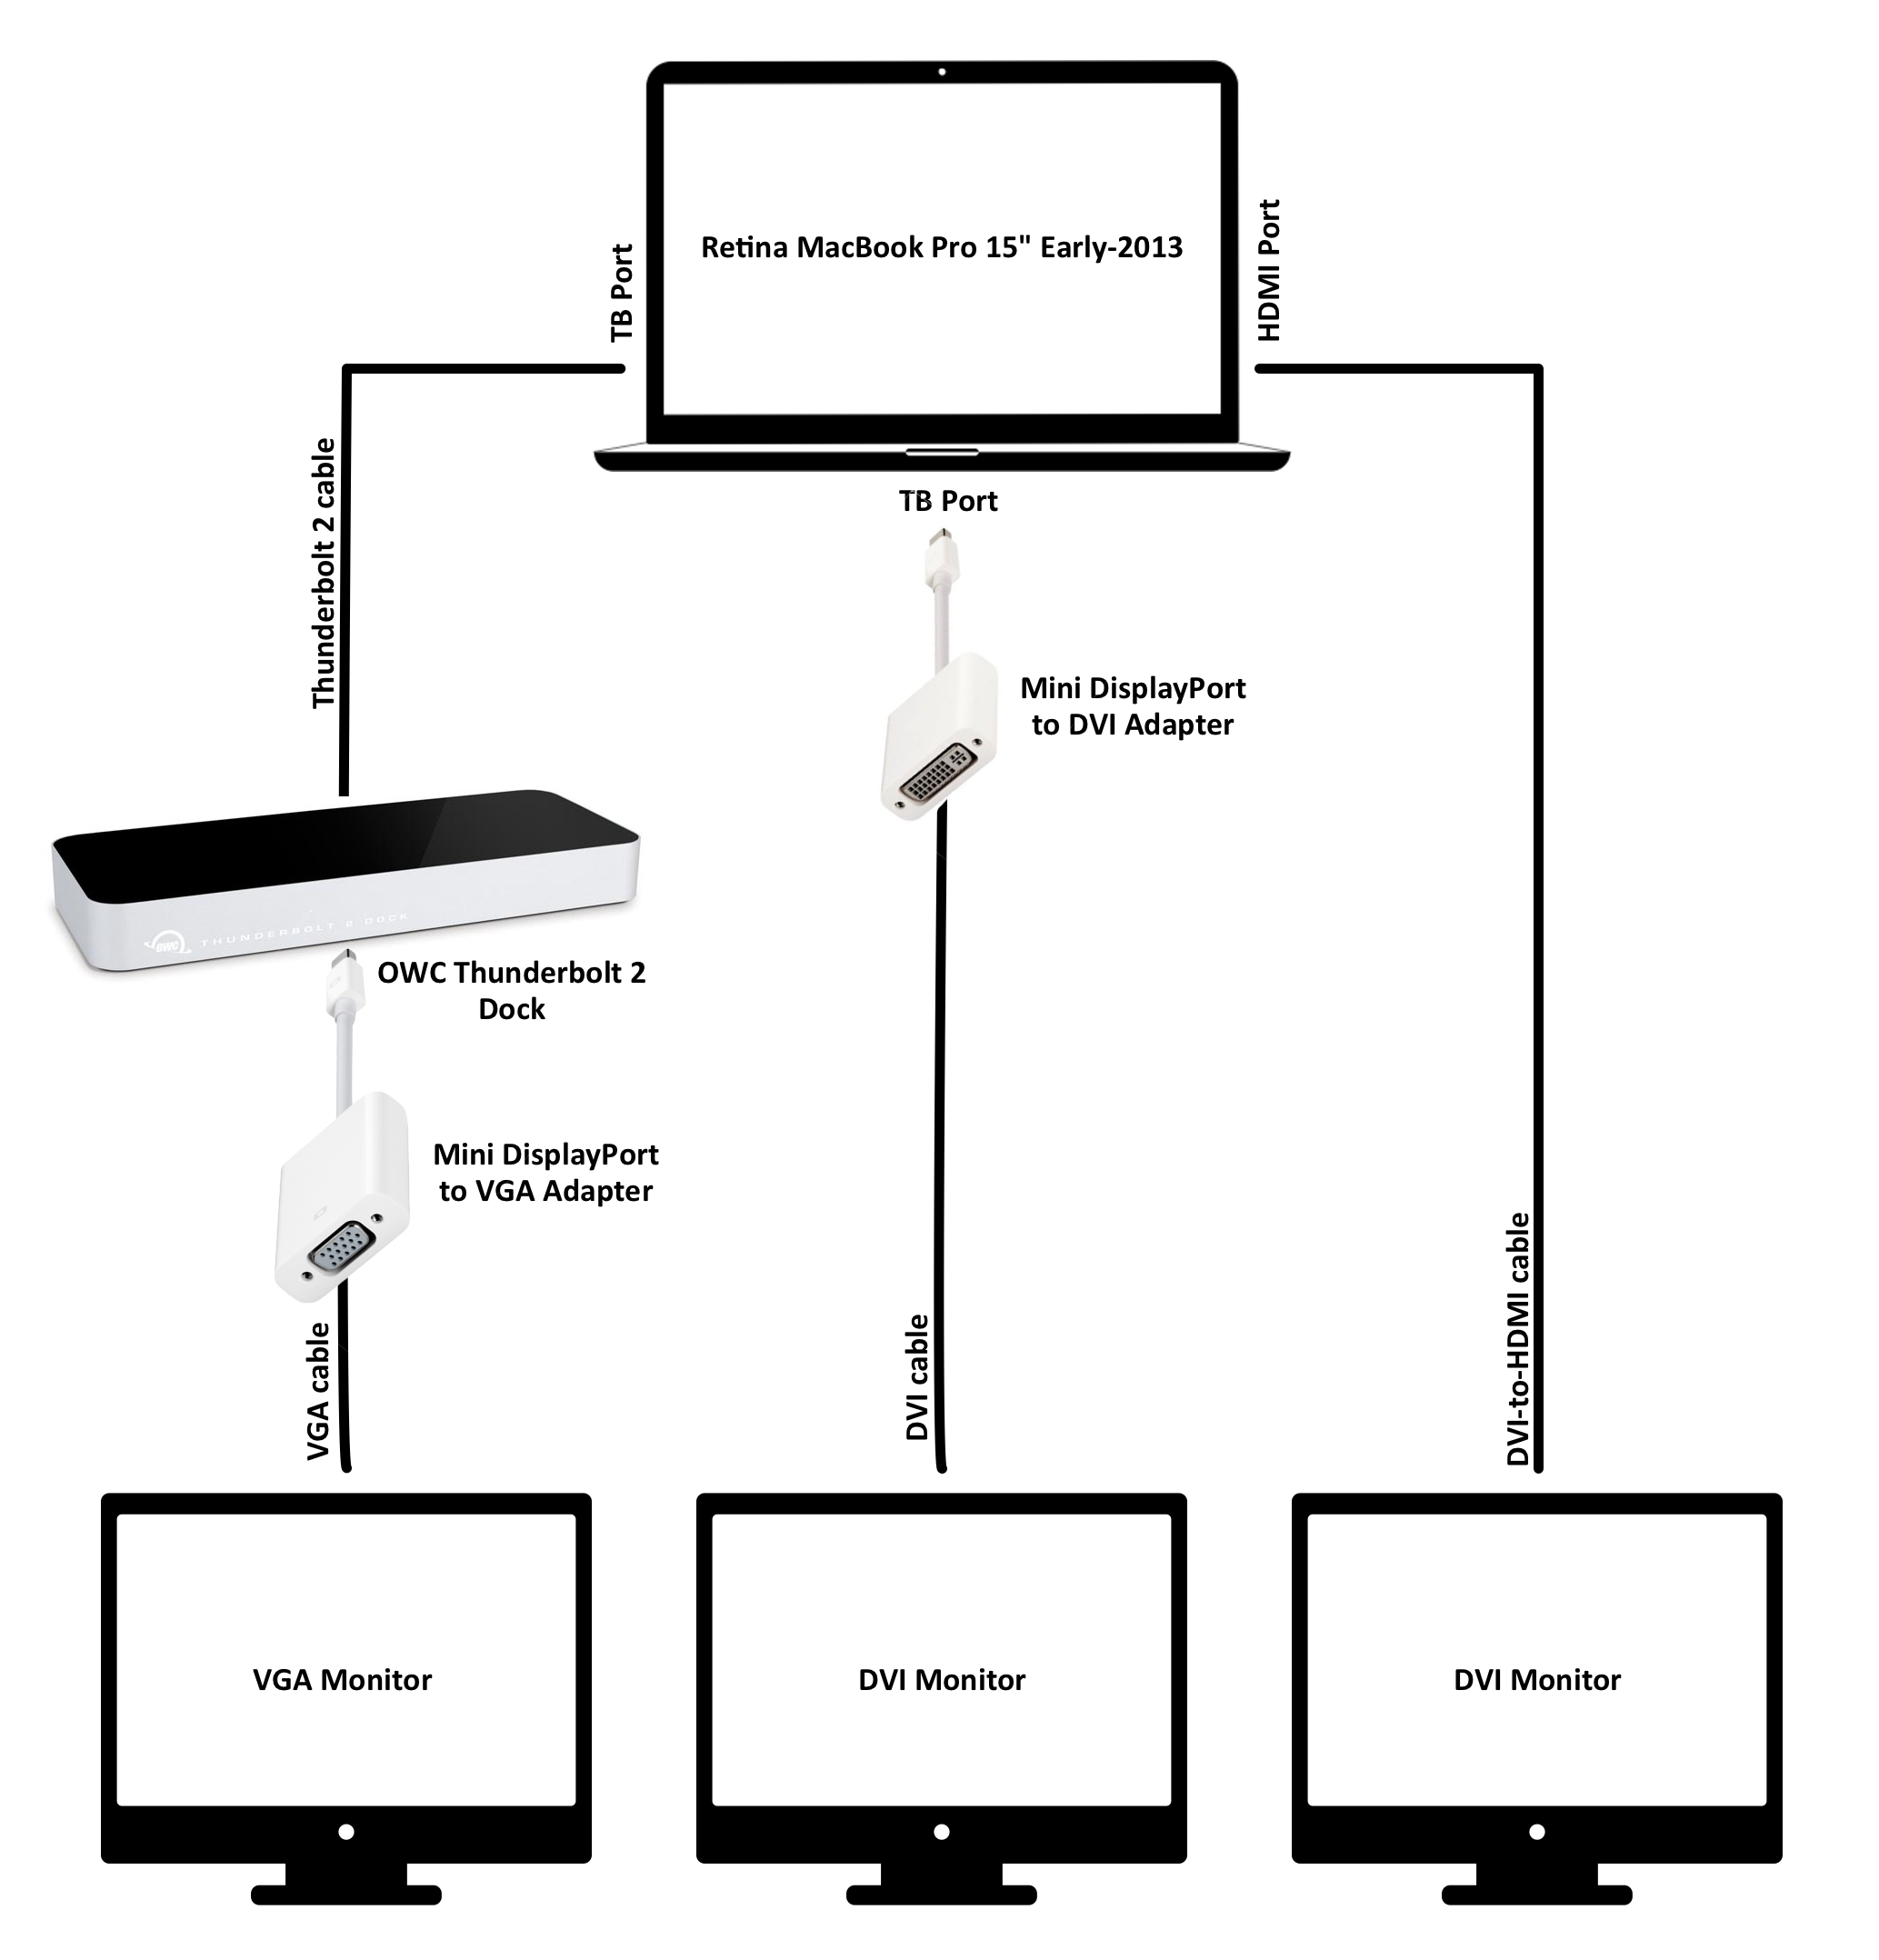 Retina MacBook Pro 15" Early-2013
TB Port
HDMI Port
Thunderbolt 2 cable
TB Port
Mini DisplayPort
to DVI Adapter
OWC THUNDERBOLT 2 DOCK
OWC Thunderbolt 2
Dock
Mini DisplayPort
to VGA Adapter
VGA cable
DVI cable
DVI-to-HDMI cable
VGA Monitor
DVI Monitor
DVI Monitor